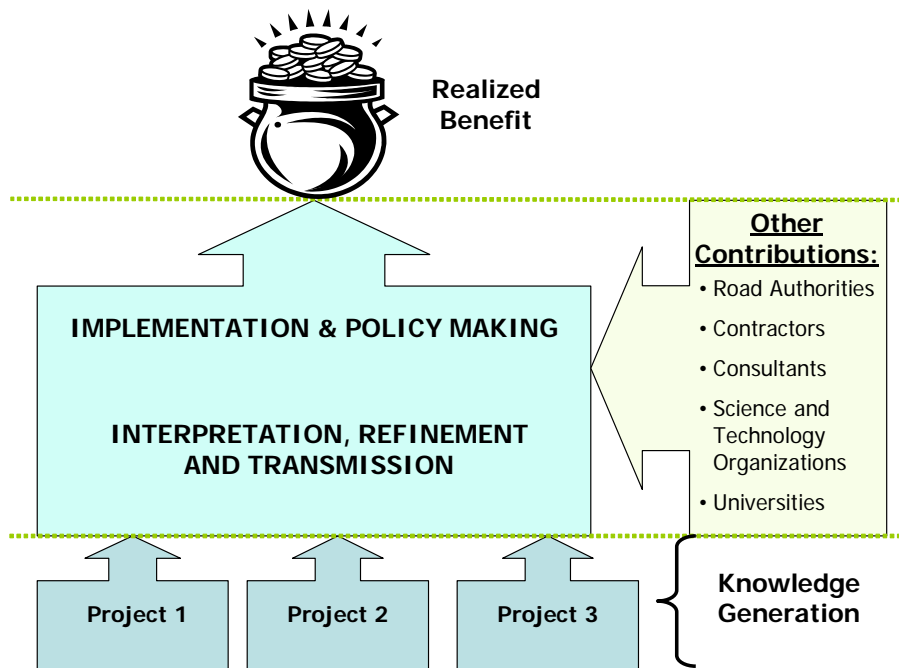 Realized
Benefit
Other
Contributions:
• Road Authorities
• Contractors
• Consultants
• Science and
Technology
Organizations
• Universities
IMPLEMENTATION & POLICY MAKING
INTERPRETATION, REFINEMENT
AND TRANSMISSION
Project 1
Project 2
Project 3
Knowledge
Generation